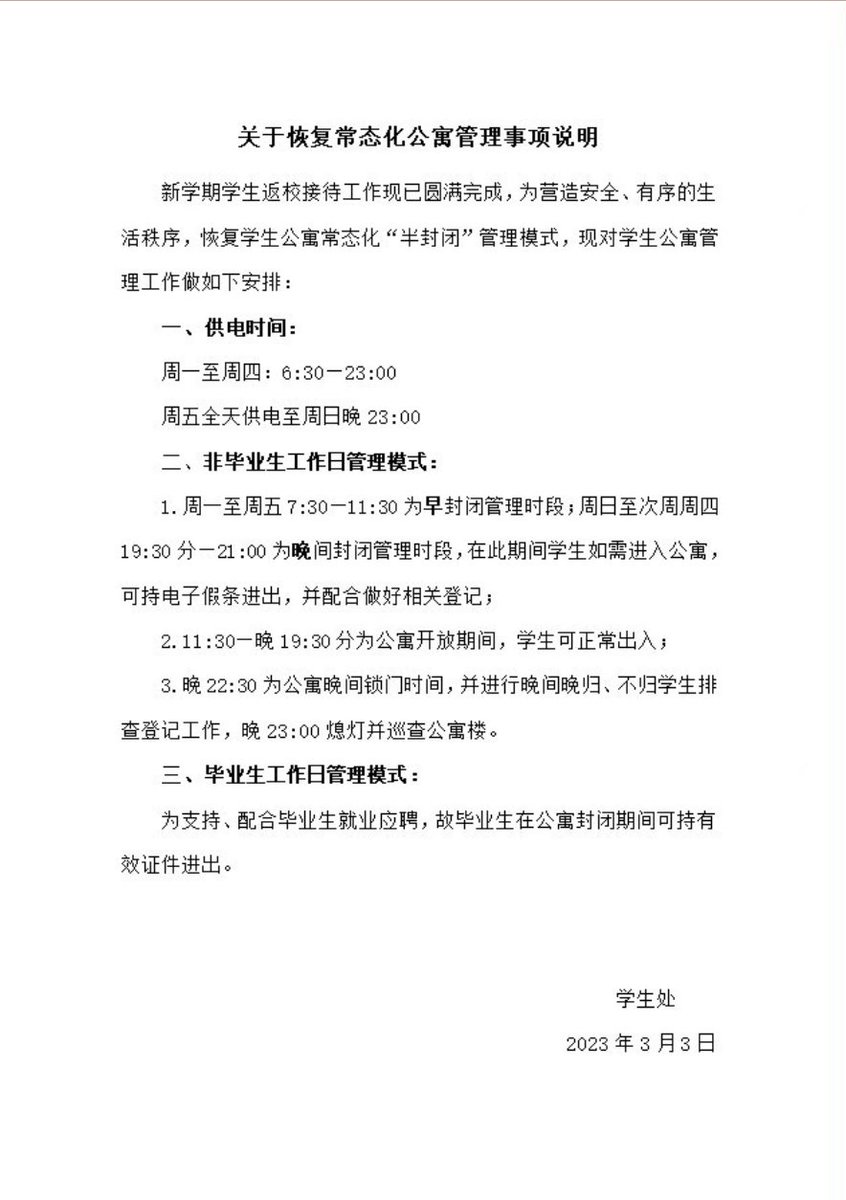 关于恢复常态化公寓管理事项说明
新学期学生返校接待工作现已圆满完成，为营造安全、有序的生
活秩序，恢复学生公寓常态化“半封闭”管理模式，现对学生公寓管
理工作做如下安排：
一、供电时间：
周一至周四：6:30—23:00
周五全天供电至周日晚 23:00
二、非毕业生工作日管理模式：
1.周一至周五 7:30—11:30 为早封闭管理时段；周日至次周周四
19:30 分—21:00 为晚间封闭管理时段，在此期间学生如需进入公寓，
可持电子假条进出，并配合做好相关登记；
2.11:30—晚 19:30 分为公寓开放期间，学生可正常出入；
3.晚 22:30 为公寓晚间锁门时间，并进行晚间晚归、不归学生排
查登记工作，晚 23:00 熄灯并巡查公寓楼。
三、毕业生工作日管理模式：
为支持、配合毕业生就业应聘，故毕业生在公寓封闭期间可持有
效证件进出。
学生处
2023 年 3 月 3 日